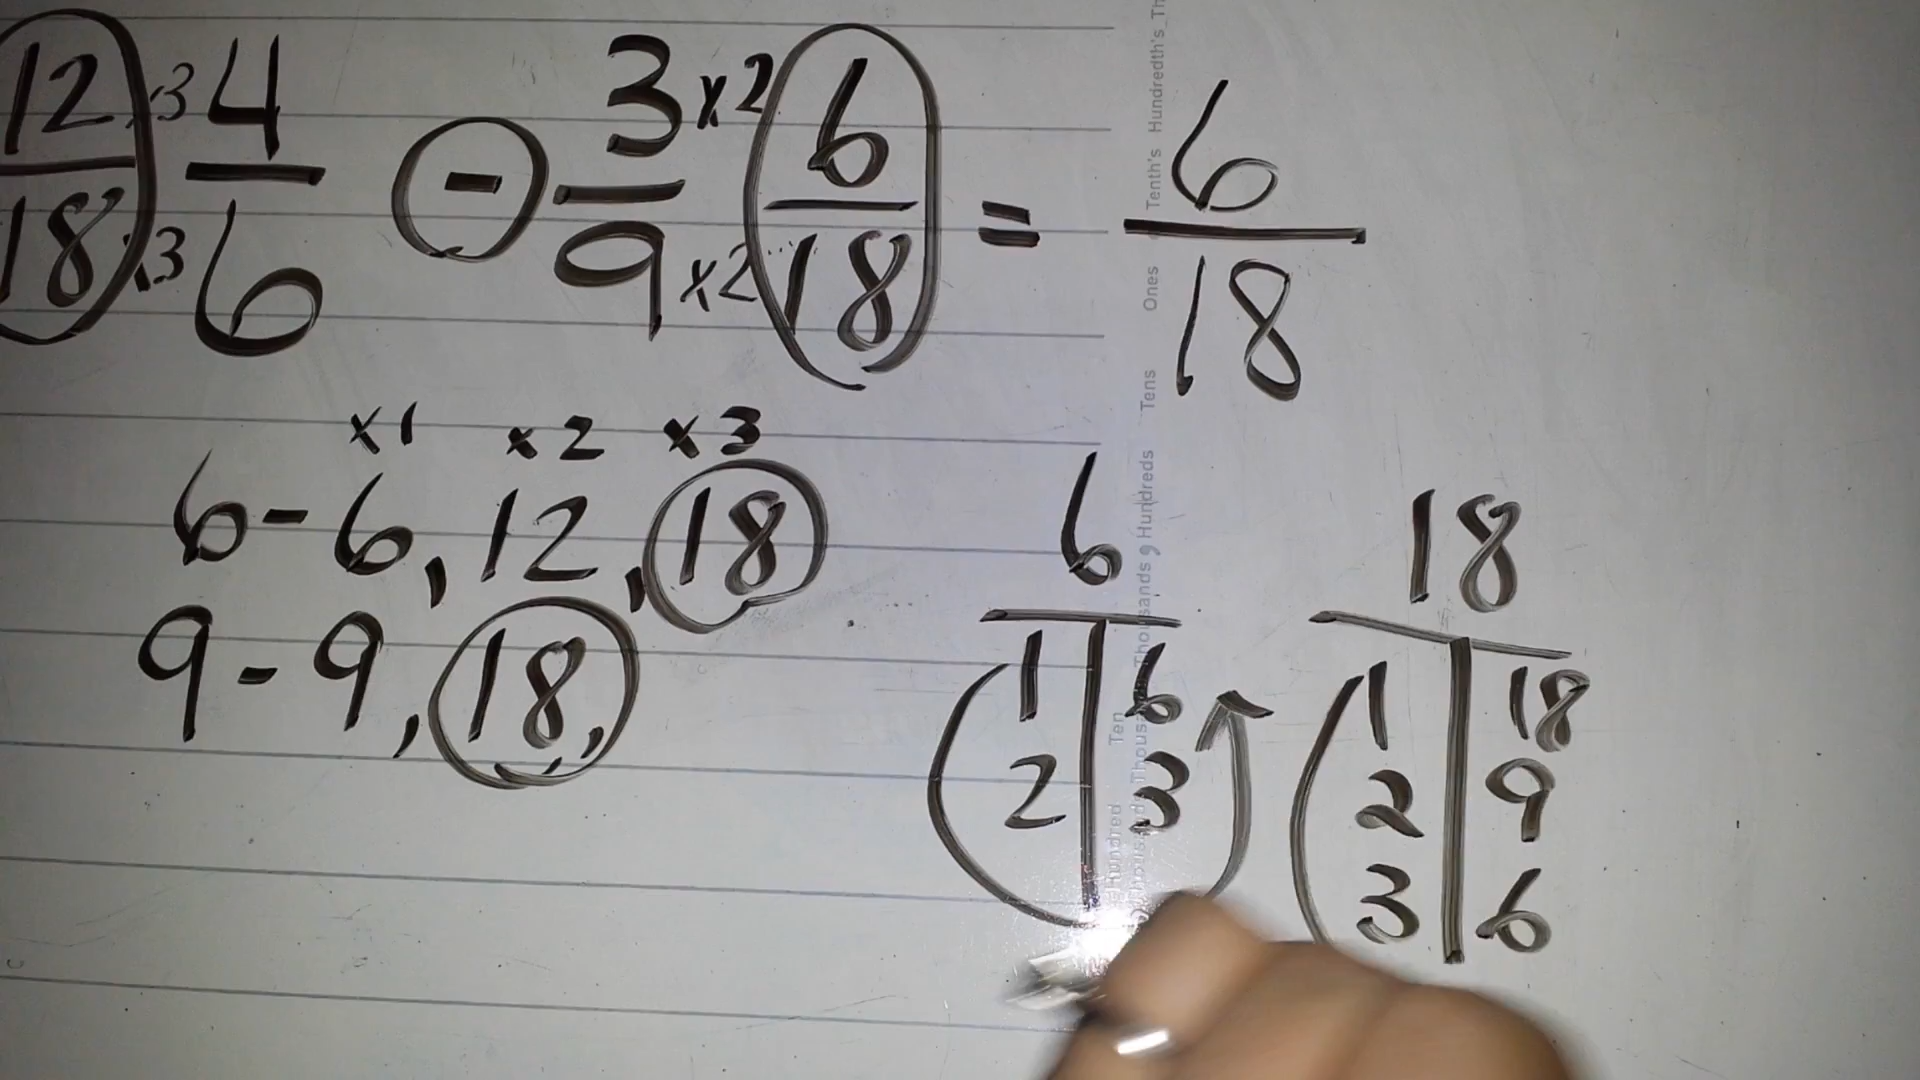 12/18 x3 4/6 x3 - 3/9 x2 x2 6/18 = 6/18
x1 x2 x3
6 - 6, 12, 18
9 - 9, 18,
6
1 6
2 3
18
1 18
2 9
3 6
Tenth's Hundredth's
Hundreds Tens Ones
Thousands
Hundred Ten